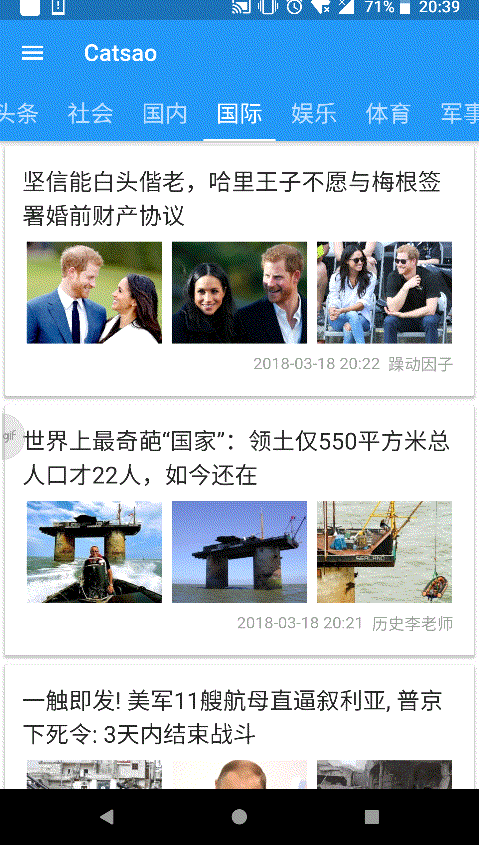 71% 20:39
Catsao
头条 社会 国内 国际 娱乐 体育 军事
坚信能白头偕老，哈里王子不愿与梅根签
署婚前财产协议
2018-03-18 20:22 躁动因子
gif
世界上最奇葩“国家”：领土仅550平方米总
人口才22人，如今还在
2018-03-18 20:21 历史李老师
一触即发! 美军11艘航母直逼叙利亚, 普京
下死令: 3天内结束战斗